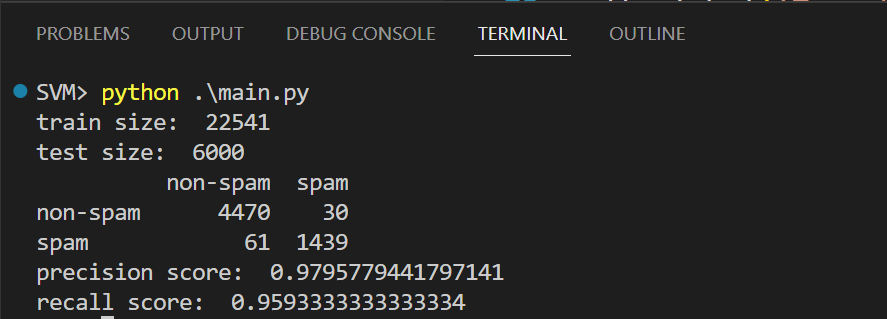 PROBLEMS OUTPUT DEBUG CONSOLE TERMINAL OUTLINE
SVM> python .\main.py
train size:  22541
test size:  6000
          non-spam  spam
non-spam      4470    30
spam            61  1439
precision score:  0.9795779441797141
recall score:  0.9593333333333334